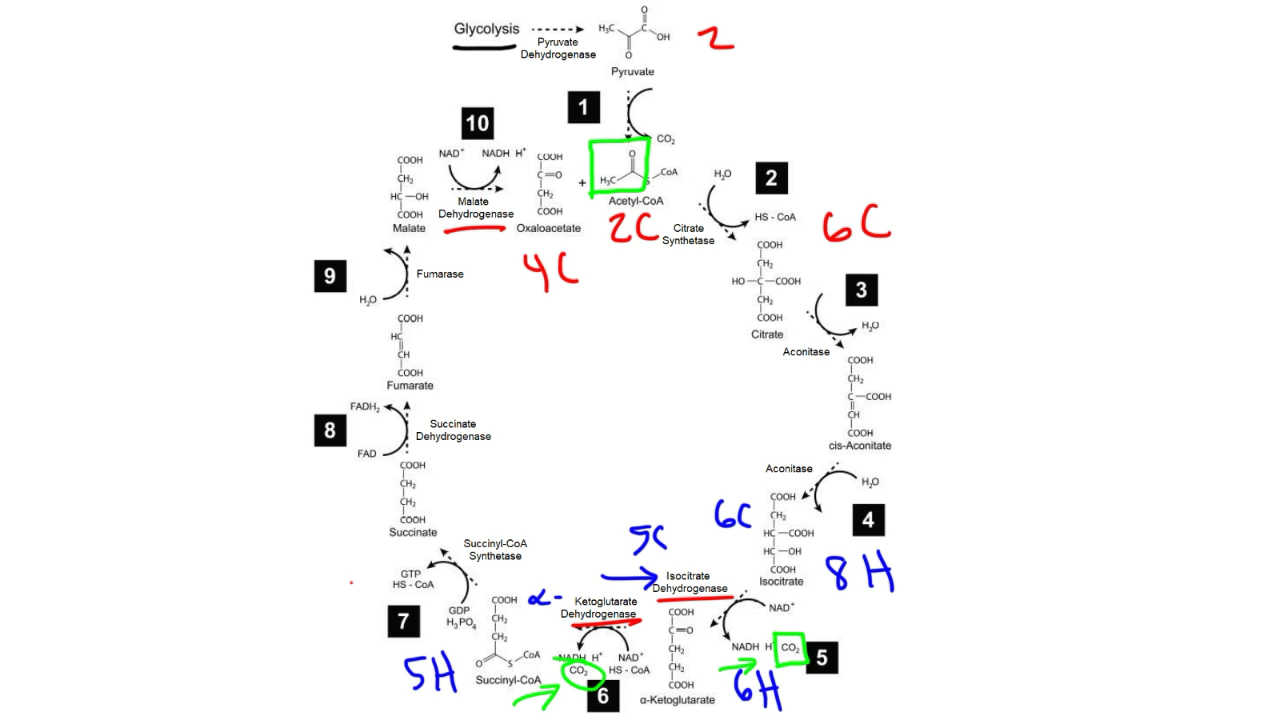 Glycolysis
Pyruvate
Dehydrogenase
O
H₃C
OH
O
Pyruvate
2
1
CO₂
10
NAD⁺
NADH H⁺
COOH
CH₂
HC — OH
COOH
Malate
Malate
Dehydrogenase
COOH
C=O
CH₂
COOH
Oxaloacetate
4C
+
O
H₃C
S
CoA
Acetyl-CoA
2C
H₂O
2
HS - CoA
Citrate
Synthetase
6C
COOH
CH₂
HO — C — COOH
CH₂
COOH
Citrate
3
H₂O
Aconitase
COOH
CH₂
C — COOH
CH
COOH
cis-Aconitate
Aconitase
H₂O
4
6C
COOH
CH₂
HC — COOH
HC — OH
COOH
Isocitrate
8H
5C
Isocitrate
Dehydrogenase
NAD⁺
NADH H
CO₂
5
6H
COOH
C=O
CH₂
CH₂
COOH
α-Ketoglutarate
α-
Ketoglutarate
Dehydrogenase
NADH H⁺
CO₂
NAD⁺
HS - CoA
6
COOH
CH₂
CH₂
O
S
CoA
Succinyl-CoA
5H
7
Succinyl-CoA
Synthetase
GTP
HS - CoA
GDP
H₃PO₄
COOH
CH₂
CH₂
COOH
Succinate
8
FADH₂
FAD
Succinate
Dehydrogenase
COOH
HC
CH
COOH
Fumarate
9
H₂O
Fumarase